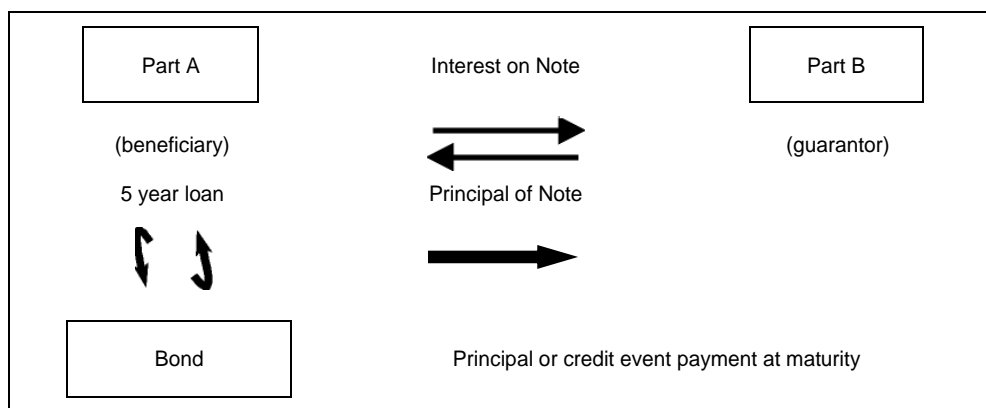 Part A
Interest on Note
Part B
(beneficiary)
(guarantor)
5 year loan
Principal of Note
Bond
Principal or credit event payment at maturity